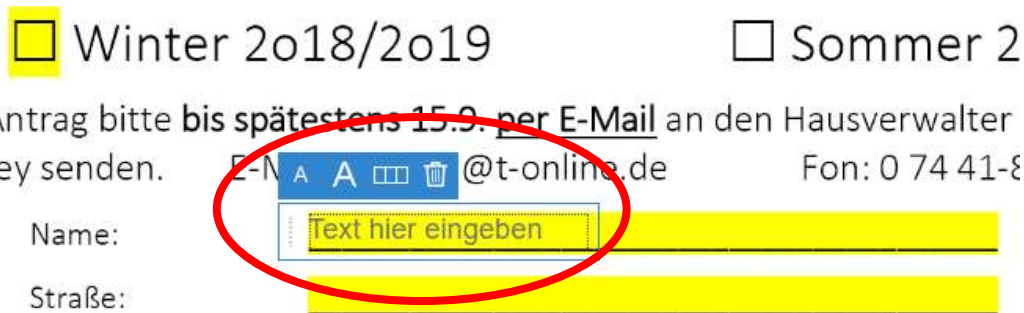 ☐ Winter 2o18/2o19 ☐ Sommer 2
Antrag bitte bis spätestens 15.9. per E-Mail an den Hausverwalter
ey senden. E-M @t-online.de Fon: 0 74 41-8
A A
Name: Text hier eingeben
Straße: